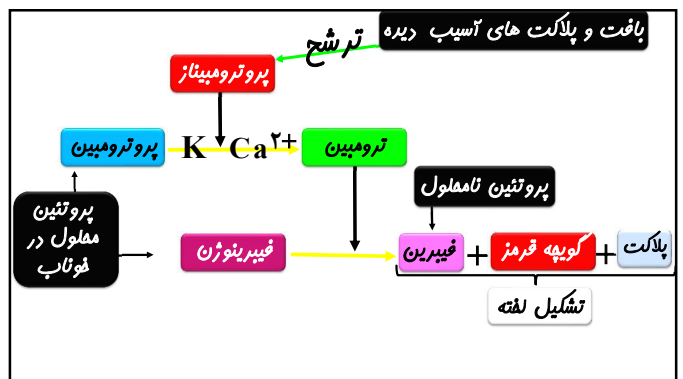 بافت و پلاکت های آسیب دیده
ترشح
پروترومبیناز
پروترومبین
K Ca²⁺
ترومبین
پروتئین
محلول در
خوناب
پروتئین نامحلول
فیبرینوژن
فیبرین + گویچه قرمز + پلاکت
تشکیل لخته